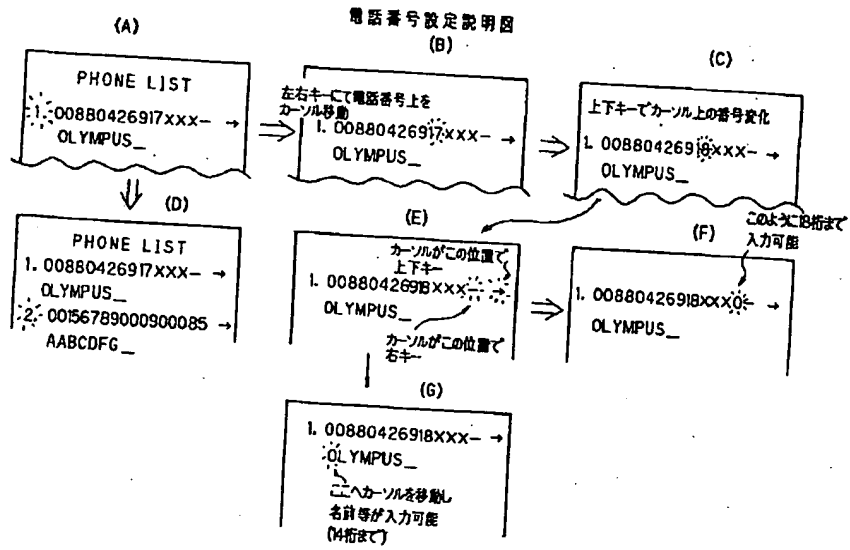 電話番号設定説明図
(A)
PHONE LIST
1. 00880426917XXX- →
OLYMPUS_
(B)
左右キーにて電話番号上を
カーソル移動
1. 00880426917XXX- →
OLYMPUS_
(C)
上下キーでカーソル上の番号変化
1. 00880426918XXX- →
OLYMPUS_
(D)
PHONE LIST
1. 00880426917XXX- →
OLYMPUS_
2. 00156789000900085 →
AABCDFG_
(E)
カーソルがこの位置で
上下キー
1. 00880426918XXX- →
OLYMPUS_
カーソルがこの位置で
右キー
(F)
このように18桁まで
入力可能
1. 00880426918XXX0- →
OLYMPUS_
(G)
1. 00880426918XXX- →
OLYMPUS_
ここへカーソルを移動し
名前等が入力可能
(14桁まで)